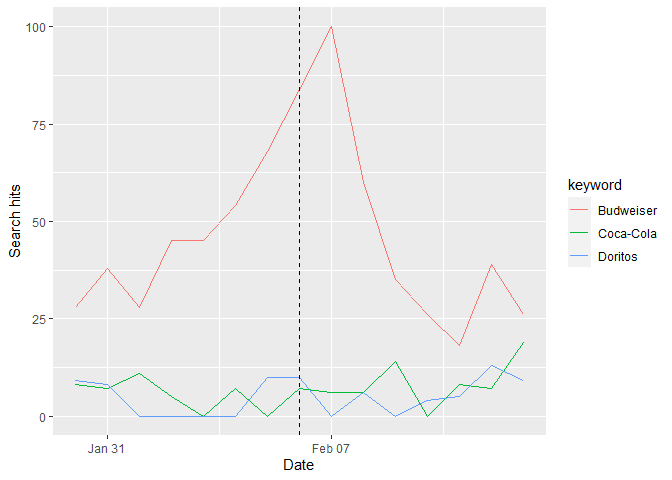 100
75
50
25
0
Search hits
Jan 31
Feb 07
Date
keyword
Budweiser
Coca-Cola
Doritos